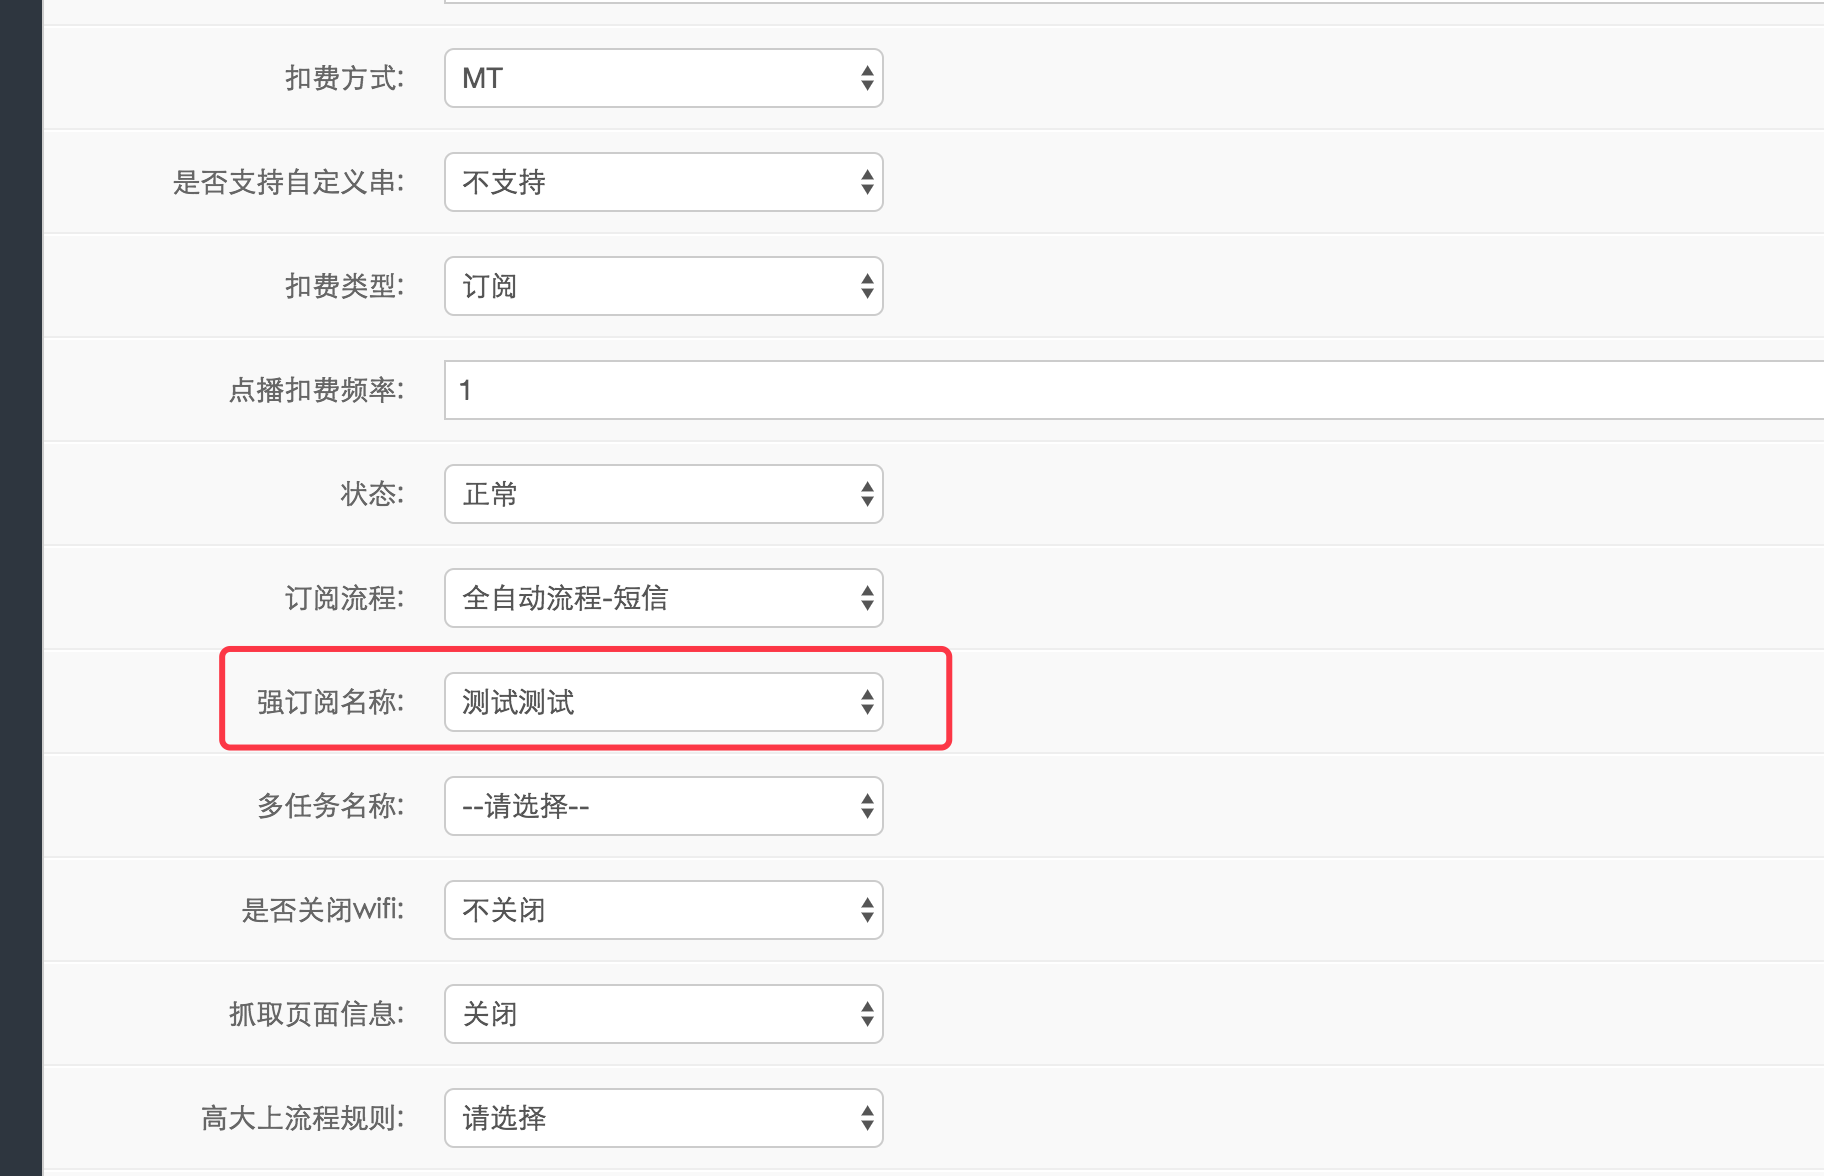 扣费方式: MT
是否支持自定义串: 不支持
扣费类型: 订阅
点播扣费频率: 1
状态: 正常
订阅流程: 全自动流程-短信
强订阅名称: 测试测试
多任务名称: --请选择--
是否关闭wifi: 不关闭
抓取页面信息: 关闭
高大上流程规则: 请选择